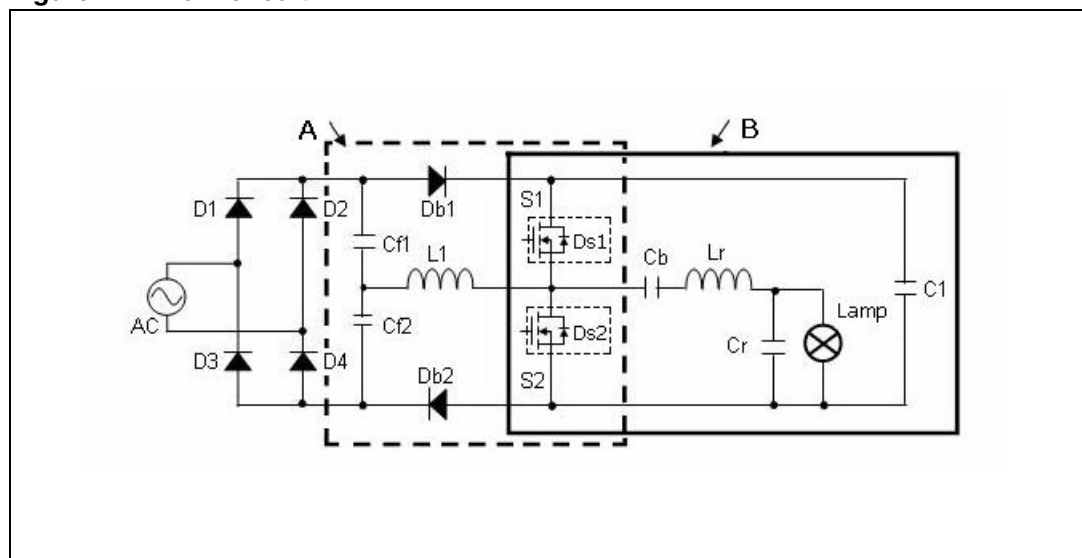 A
B
D1
D2
Db1
S1
Ds1
Cf1
L1
Cb
Lr
C1
Lamp
AC
Cf2
Ds2
Cr
D3
D4
Db2
S2